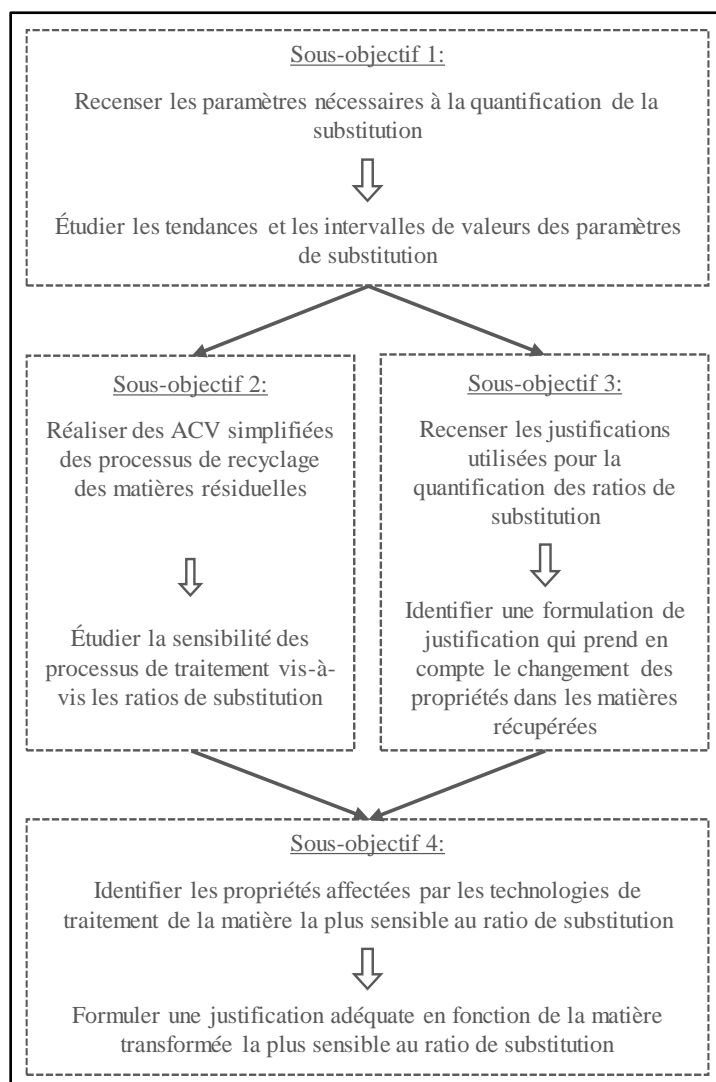 Sous-objectif 1:
Recenser les paramètres nécessaires à la quantification de la
substitution
Étudier les tendances et les intervalles de valeurs des paramètres
de substitution
Sous-objectif 2:
Réaliser des ACV simplifiées
des processus de recyclage
des matières résiduelles
Étudier la sensibilité des
processus de traitement vis-à-
vis les ratios de substitution
Sous-objectif 3:
Recenser les justifications
utilisées pour la
quantification des ratios de
substitution
Identifier une formulation de
justification qui prend en
compte le changement des
propriétés dans les matières
récupérées
Sous-objectif 4:
Identifier les propriétés affectées par les technologies de
traitement de la matière la plus sensible au ratio de substitution
Formuler une justification adéquate en fonction de la matière
transformée la plus sensible au ratio de substitution